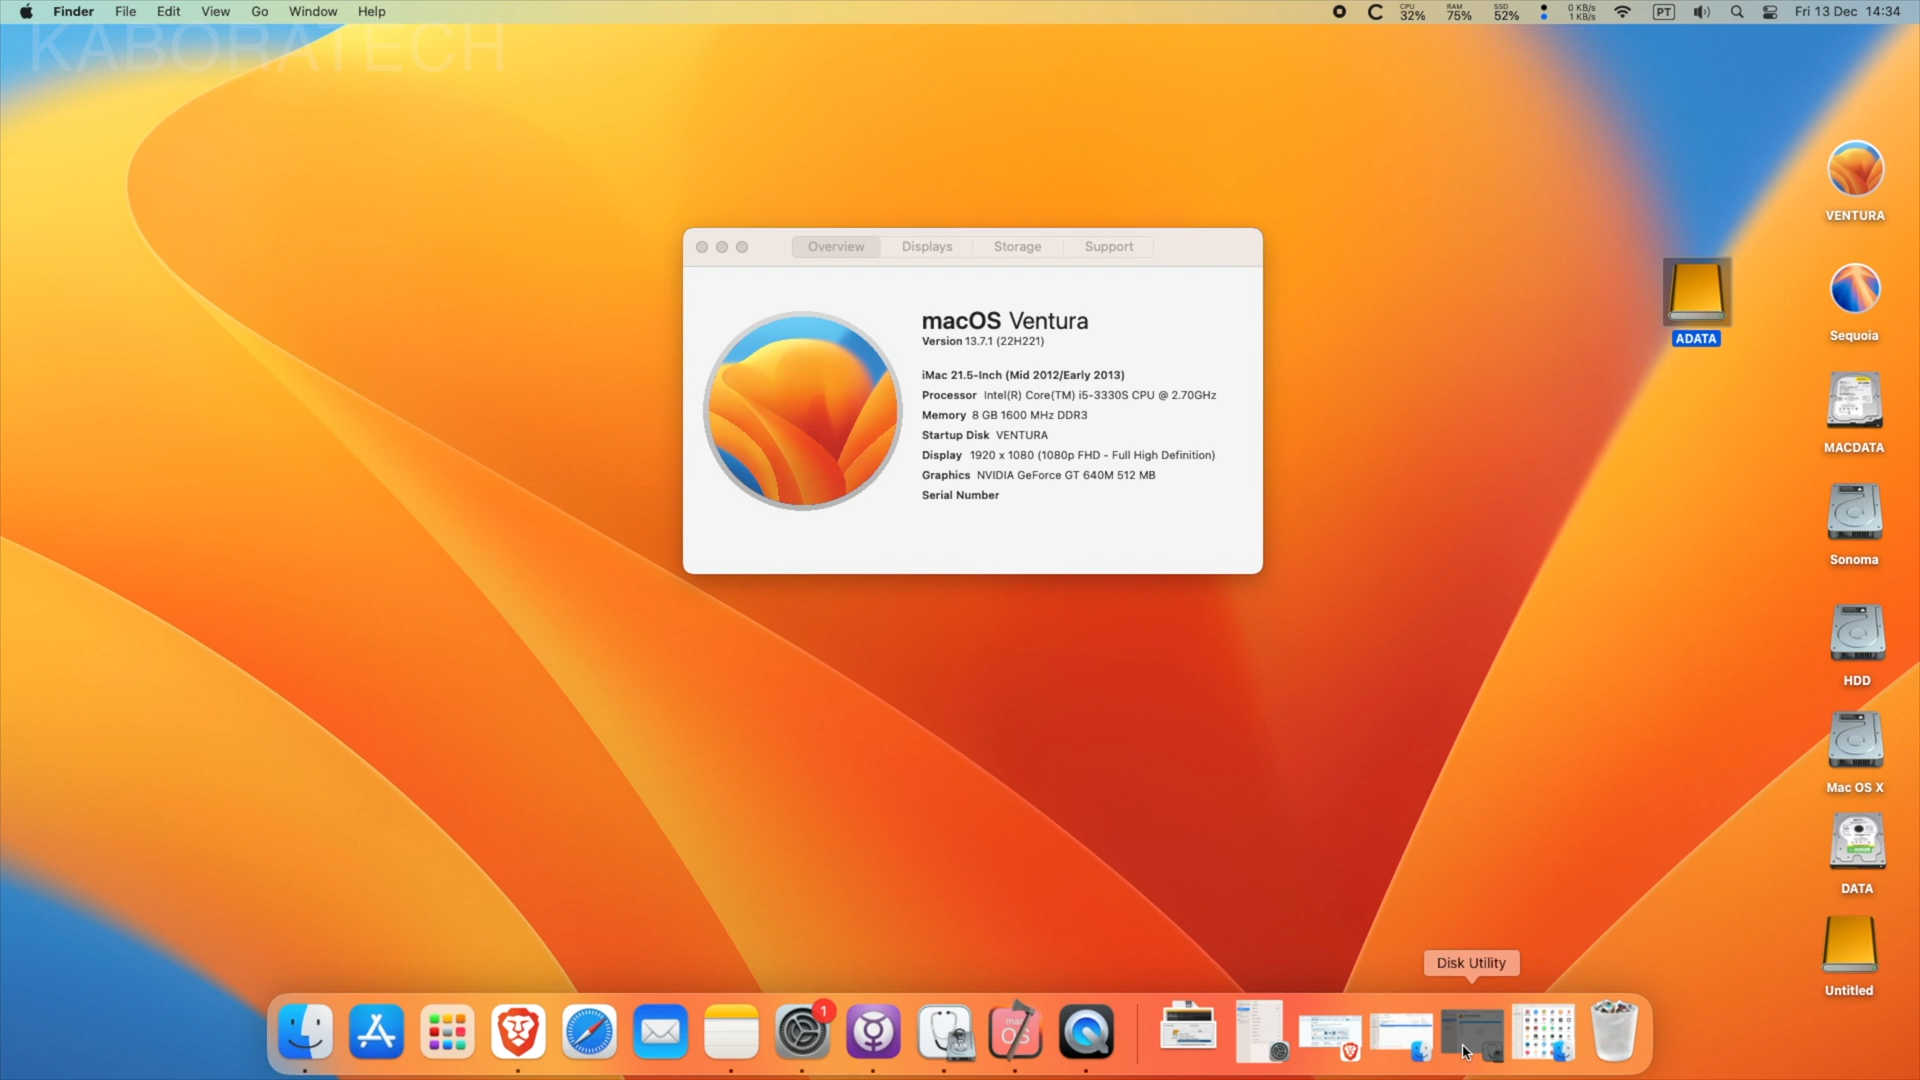 Finder File Edit View Go Window Help
CPU 32% RAM 75% SSD 52% 0 KB/s 1 KB/s PT Fri 13 Dec 14:34
KABORATECH
Overview Displays Storage Support
macOS Ventura
Version 13.7.1 (22H221)
iMac 21.5-Inch (Mid 2012/Early 2013)
Processor Intel(R) Core(TM) i5-3330S CPU @ 2.70GHz
Memory 8 GB 1600 MHz DDR3
Startup Disk VENTURA
Display 1920 x 1080 (1080p FHD - Full High Definition)
Graphics NVIDIA GeForce GT 640M 512 MB
Serial Number
VENTURA
ADATA
Sequoia
MACDATA
Sonoma
HDD
Mac OS X
DATA
Untitled
Disk Utility
1
mac
OS